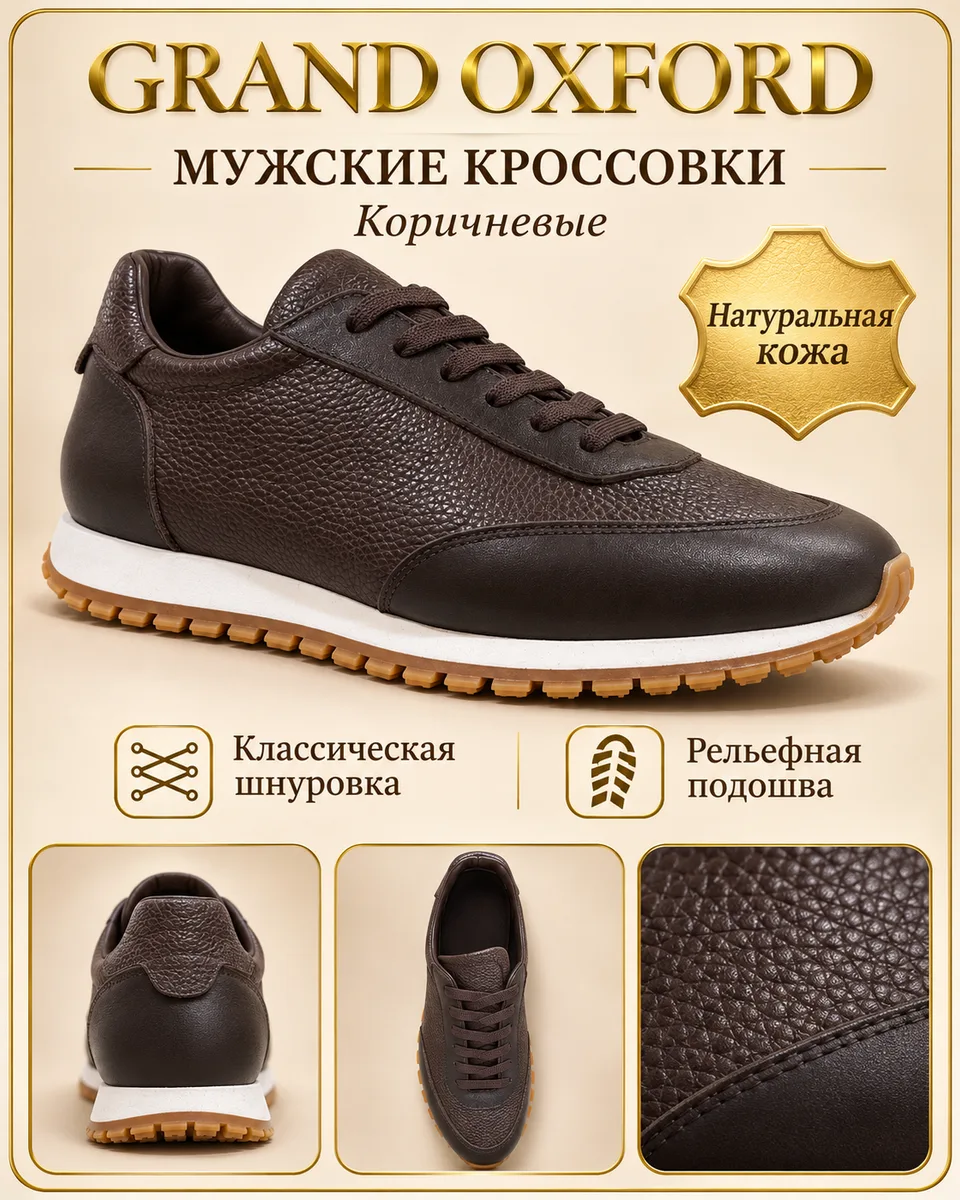 GRAND OXFORD
МУЖСКИЕ КРОССОВКИ
Коричневые
Натуральная
кожа
Классическая
шнуровка
Рельефная
подошва